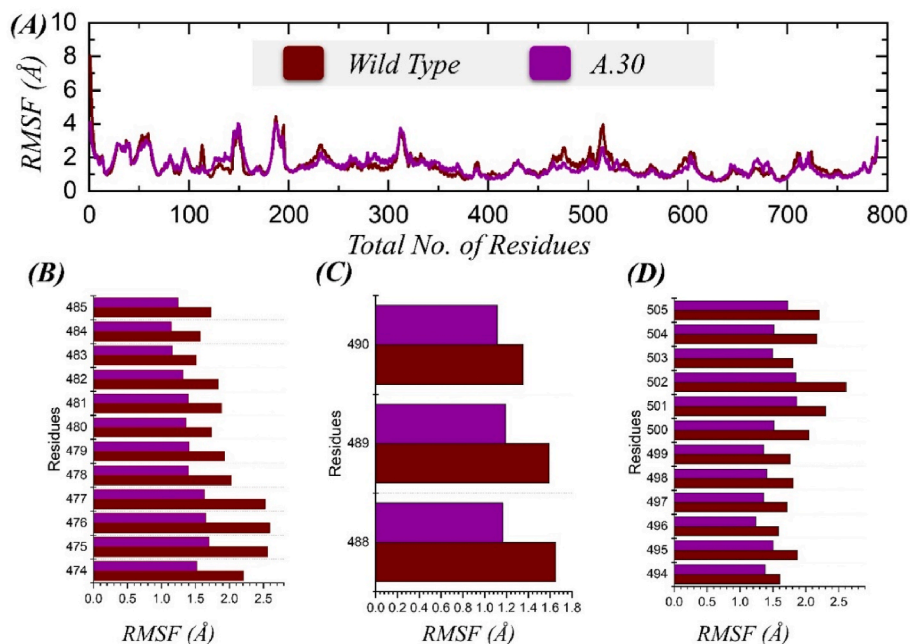 (A)
10
8
6
4
2
0
RMSF (Å)
Wild Type
A.30
0 100 200 300 400 500 600 700 800
Total No. of Residues
(B)
485
484
483
482
481
480
479
478
477
476
475
474
Residues
0.0 0.5 1.0 1.5 2.0 2.5
RMSF (Å)
(C)
490
489
488
Residues
0.0 0.2 0.4 0.6 0.8 1.0 1.2 1.4 1.6 1.8
RMSF (Å)
(D)
505
504
503
502
501
500
499
498
497
496
495
494
Residues
0.0 0.5 1.0 1.5 2.0 2.5
RMSF (Å)